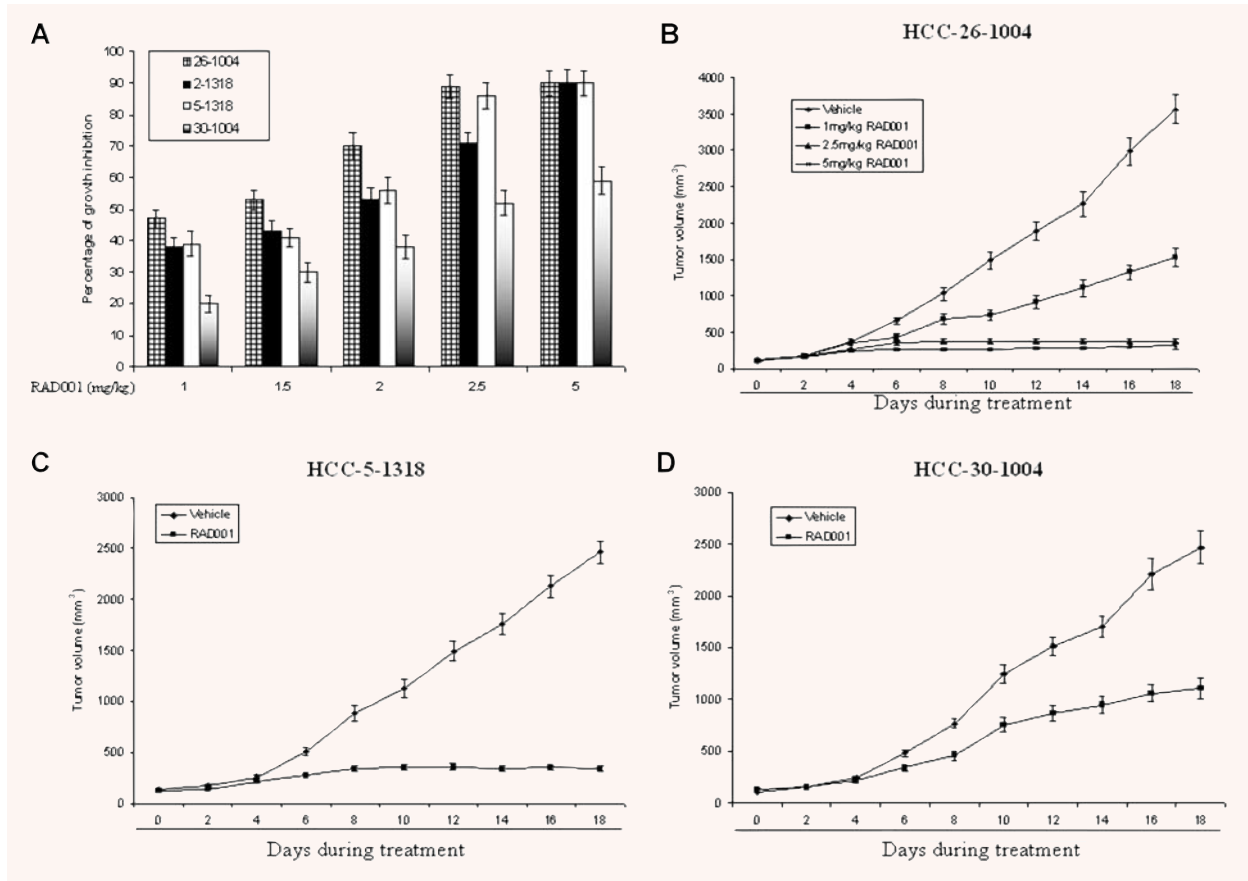 A
Percentage of growth inhibition
100
90
80
70
60
50
40
30
20
10
0
26-1004
2-1318
5-1318
30-1004
RAD001 (mg/kg)
1 1.5 2 2.5 5
B
HCC-26-1004
Tumor volume (mm³)
4000
3500
3000
2500
2000
1500
1000
500
0
Vehicle
1mg/kg RAD001
2.5mg/kg RAD001
5mg/kg RAD001
0 2 4 6 8 10 12 14 16 18
Days during treatment
C
HCC-5-1318
Tumor volume (mm³)
3000
2500
2000
1500
1000
500
0
Vehicle
RAD001
0 2 4 6 8 10 12 14 16 18
Days during treatment
D
HCC-30-1004
Tumor volume (mm³)
3000
2500
2000
1500
1000
500
0
Vehicle
RAD001
0 2 4 6 8 10 12 14 16 18
Days during treatment